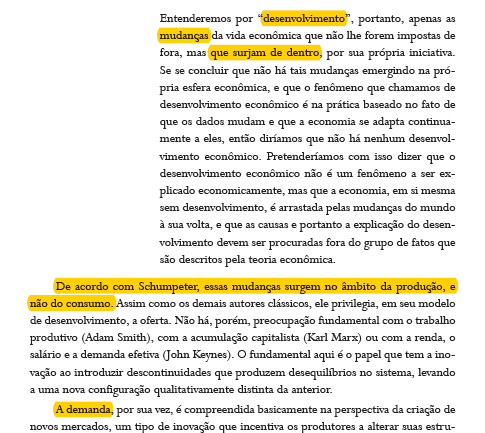 Entenderemos por “desenvolvimento”, portanto, apenas as
mudanças da vida econômica que não lhe forem impostas de
fora, mas que surjam de dentro, por sua própria iniciativa.
Se se concluir que não há tais mudanças emergindo na pró-
pria esfera econômica, e que o fenômeno que chamamos de
desenvolvimento econômico é na prática baseado no fato de
que os dados mudam e que a economia se adapta continua-
mente a eles, então diríamos que não há nenhum desenvol-
vimento econômico. Pretenderíamos com isso dizer que o
desenvolvimento econômico não é um fenômeno a ser ex-
plicado economicamente, mas que a economia, em si mesma
sem desenvolvimento, é arrastada pelas mudanças do mundo
à sua volta, e que as causas e portanto a explicação do desen-
volvimento devem ser procuradas fora do grupo de fatos que
são descritos pela teoria econômica.
De acordo com Schumpeter, essas mudanças surgem no âmbito da produção, e
não do consumo. Assim como os demais autores clássicos, ele privilegia, em seu modelo
de desenvolvimento, a oferta. Não há, porém, preocupação fundamental com o trabalho
produtivo (Adam Smith), com a acumulação capitalista (Karl Marx) ou com a renda, o
salário e a demanda efetiva (John Keynes). O fundamental aqui é o papel que tem a ino-
vação ao introduzir descontinuidades que produzem desequilíbrios no sistema, levando
a uma nova configuração qualitativamente distinta da anterior.
A demanda, por sua vez, é compreendida basicamente na perspectiva da criação de
novos mercados, um tipo de inovação que incentiva os produtores a alterar suas estru-